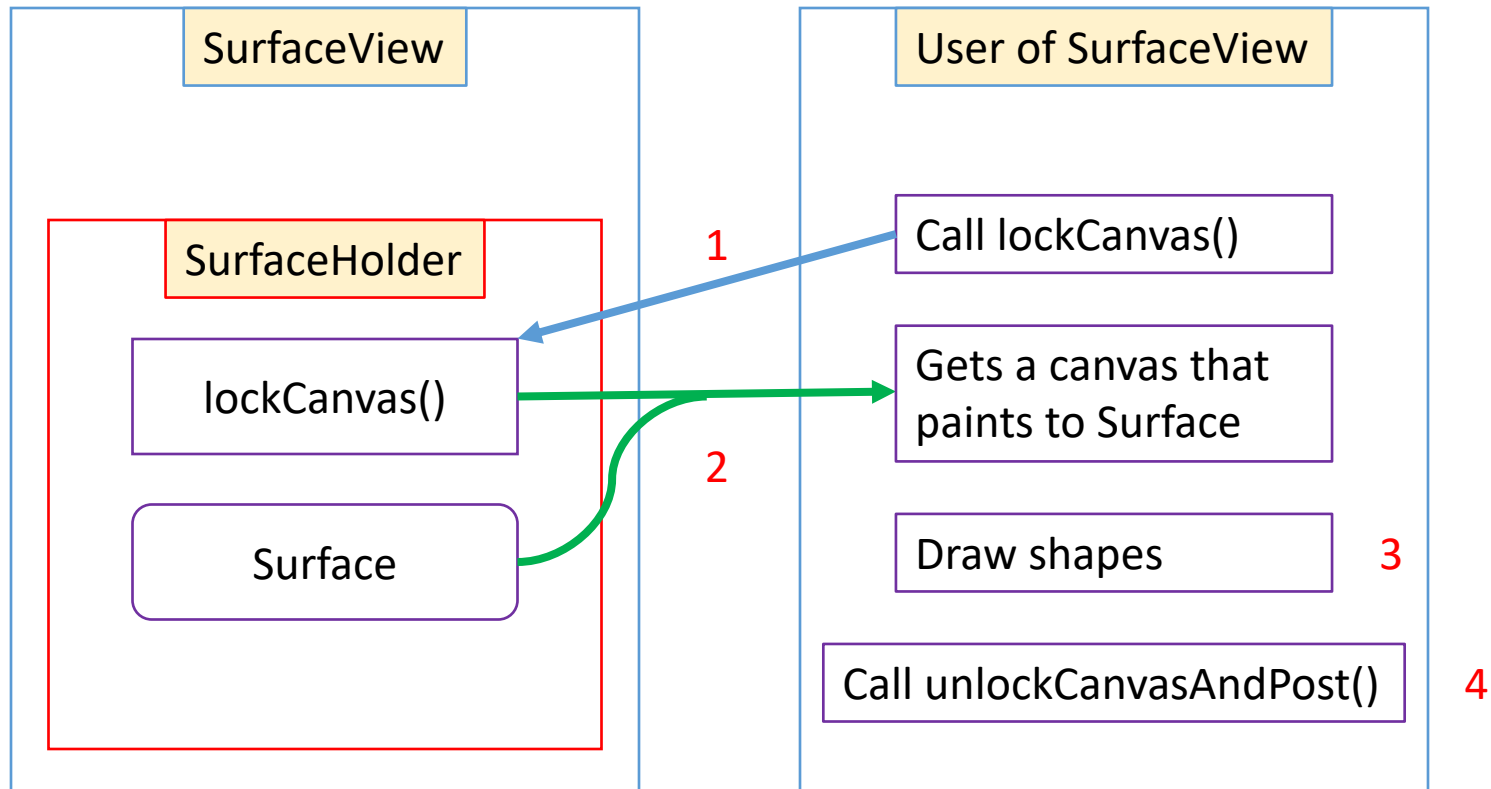 SurfaceView
SurfaceHolder
lockCanvas()
Surface
1
2
User of SurfaceView
Call lockCanvas()
Gets a canvas that
paints to Surface
Draw shapes
3
Call unlockCanvasAndPost()
4